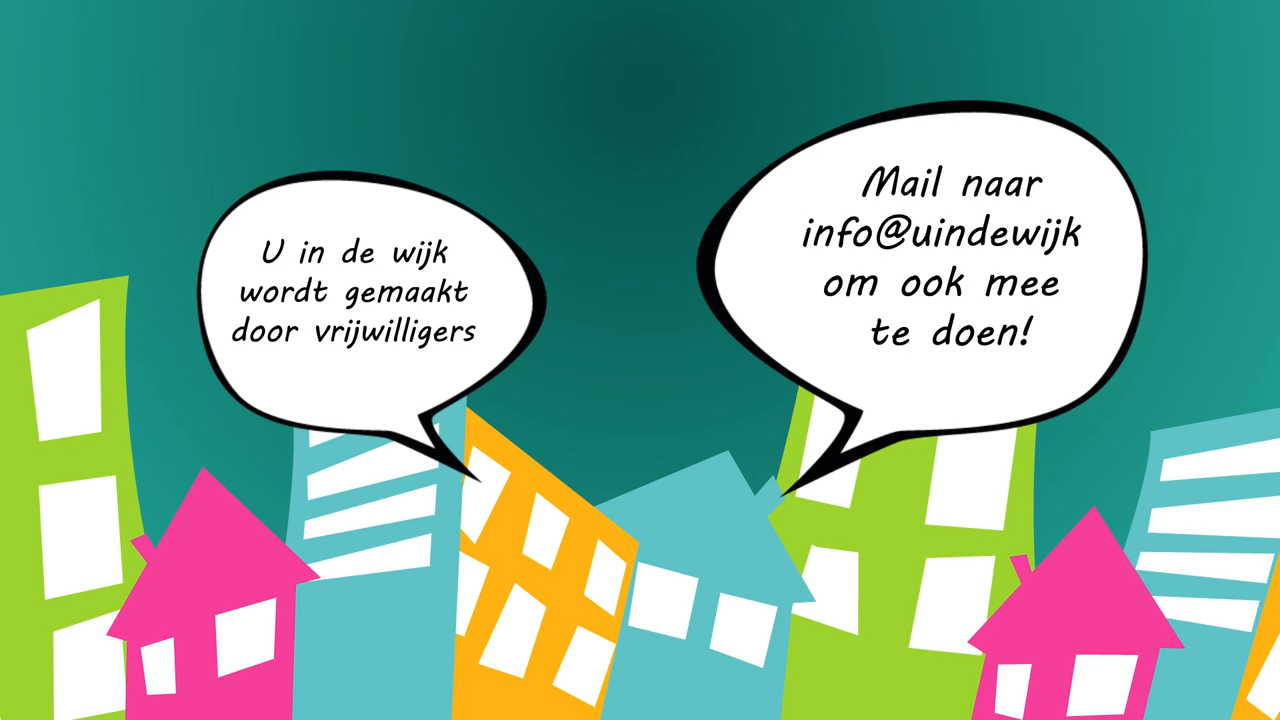 U in de wijk
wordt gemaakt
door vrijwilligers
Mail naar
info@uindewijk
om ook mee
te doen!